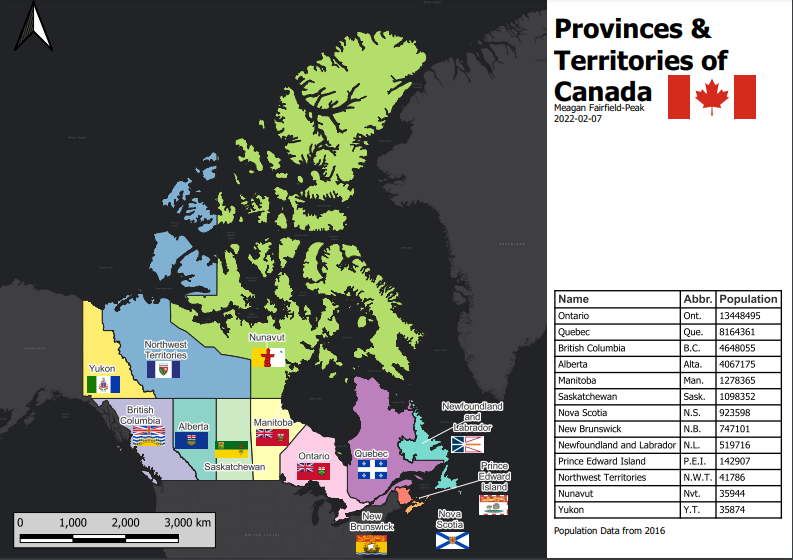 Provinces &
Territories of
Canada
Meagan Fairfield-Peak
2022-02-07
Nunavut
Northwest
Territories
Yukon
British
Columbia
Alberta
Saskatchewan
Manitoba
Ontario
Quebec
Newfoundland
and
Labrador
Prince
Edward
Island
New
Brunswick
Nova
Scotia
0 1,000 2,000 3,000 km
Name Abbr. Population
Ontario Ont. 13448495
Quebec Que. 8164361
British Columbia B.C. 4648055
Alberta Alta. 4067175
Manitoba Man. 1278365
Saskatchewan Sask. 1098352
Nova Scotia N.S. 923598
New Brunswick N.B. 747101
Newfoundland and Labrador N.L. 519716
Prince Edward Island P.E.I. 142907
Northwest Territories N.W.T. 41786
Nunavut Nvt. 35944
Yukon Y.T. 35874
Population Data from 2016